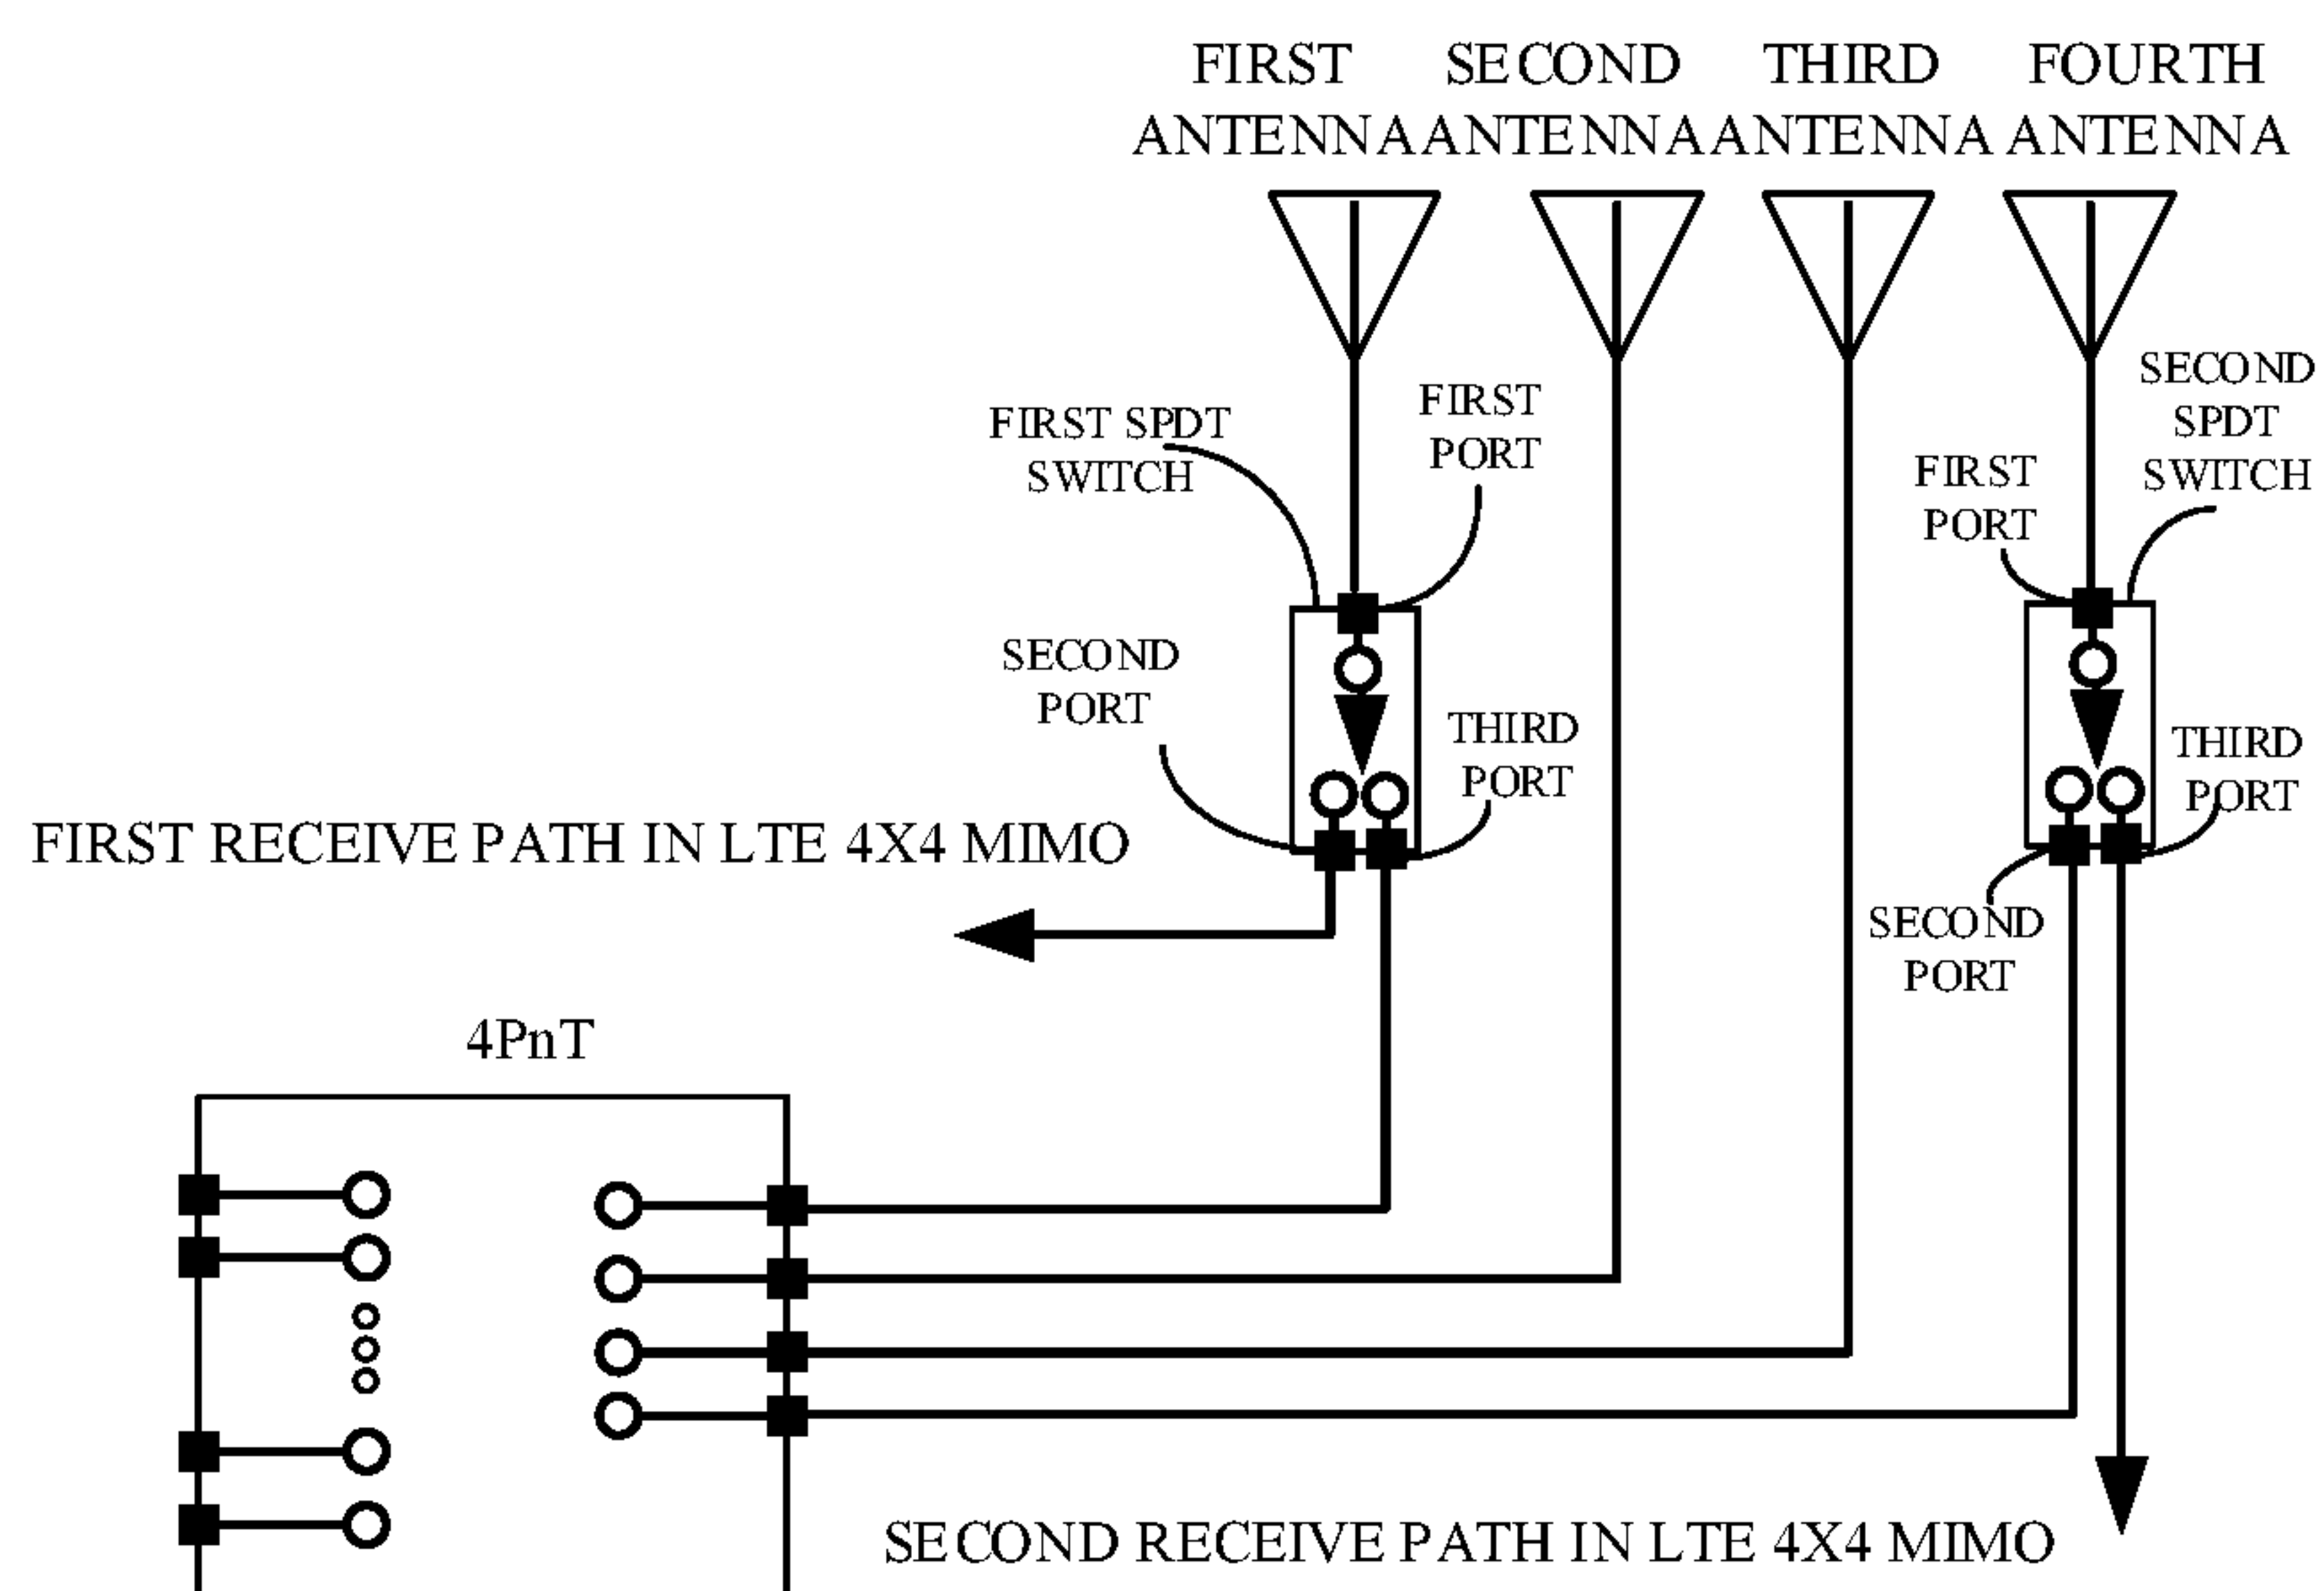 FIRST SECOND THIRD FOURTH
ANTENNA ANTENNA ANTENNA ANTENNA
FIRST SPDT
SWITCH
FIRST
PORT
SECOND
SPDT
SWITCH
FIRST
PORT
SECOND
PORT
THIRD
PORT
THIRD
PORT
FIRST RECEIVE PATH IN LTE 4X4 MIMO
SECOND
PORT
4PnT
SECOND RECEIVE PATH IN LTE 4X4 MIMO